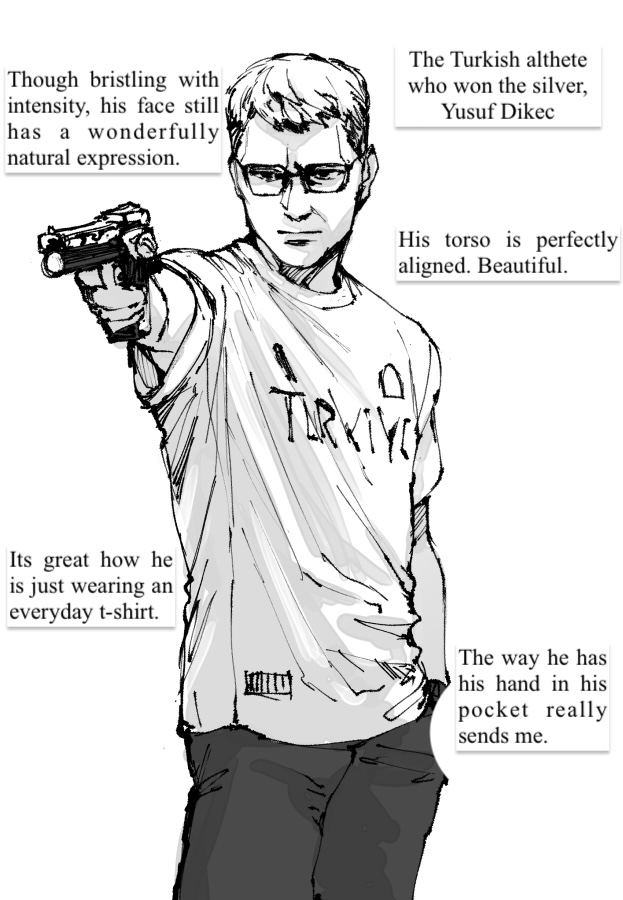 Though bristling with
intensity, his face still
has a wonderfully
natural expression.
The Turkish althete
who won the silver,
Yusuf Dikec
His torso is perfectly
aligned. Beautiful.
TURKIYE
Its great how he
is just wearing an
everyday t-shirt.
The way he has
his hand in his
pocket really
sends me.